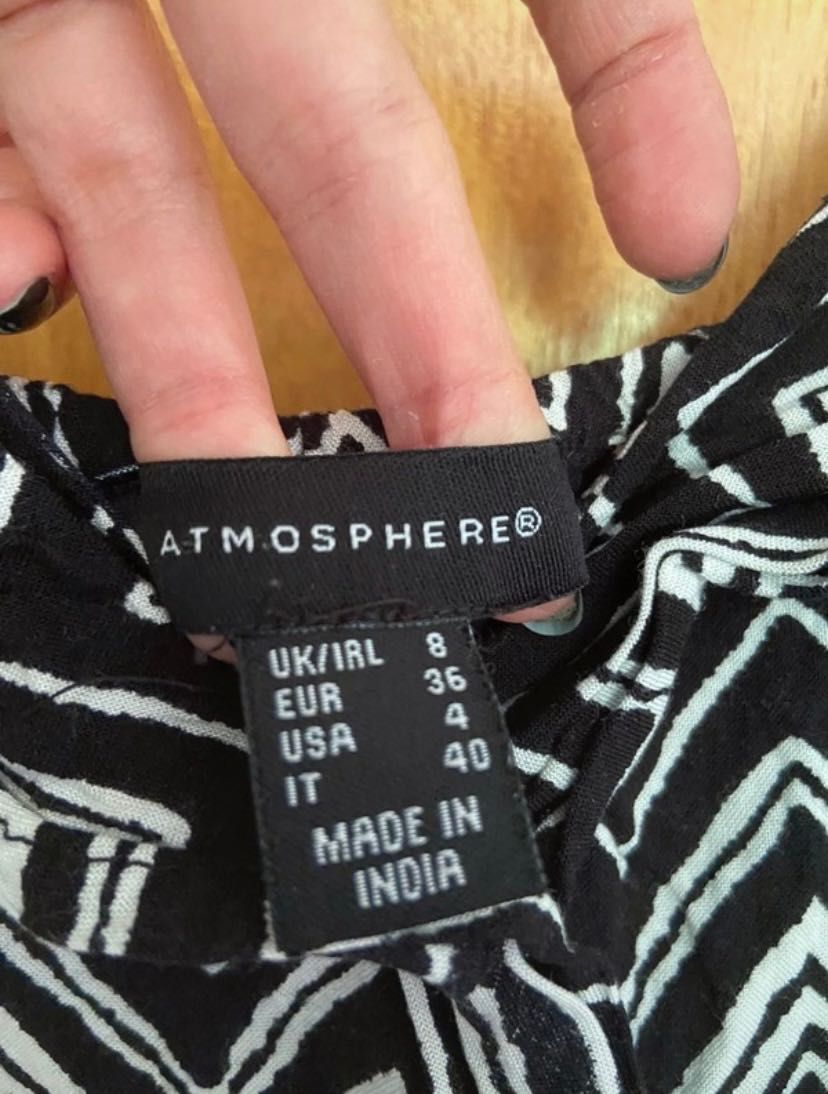 ATMOSPHERE®
UK/IRL 8
EUR 36
USA 4
IT 40
MADE IN
INDIA